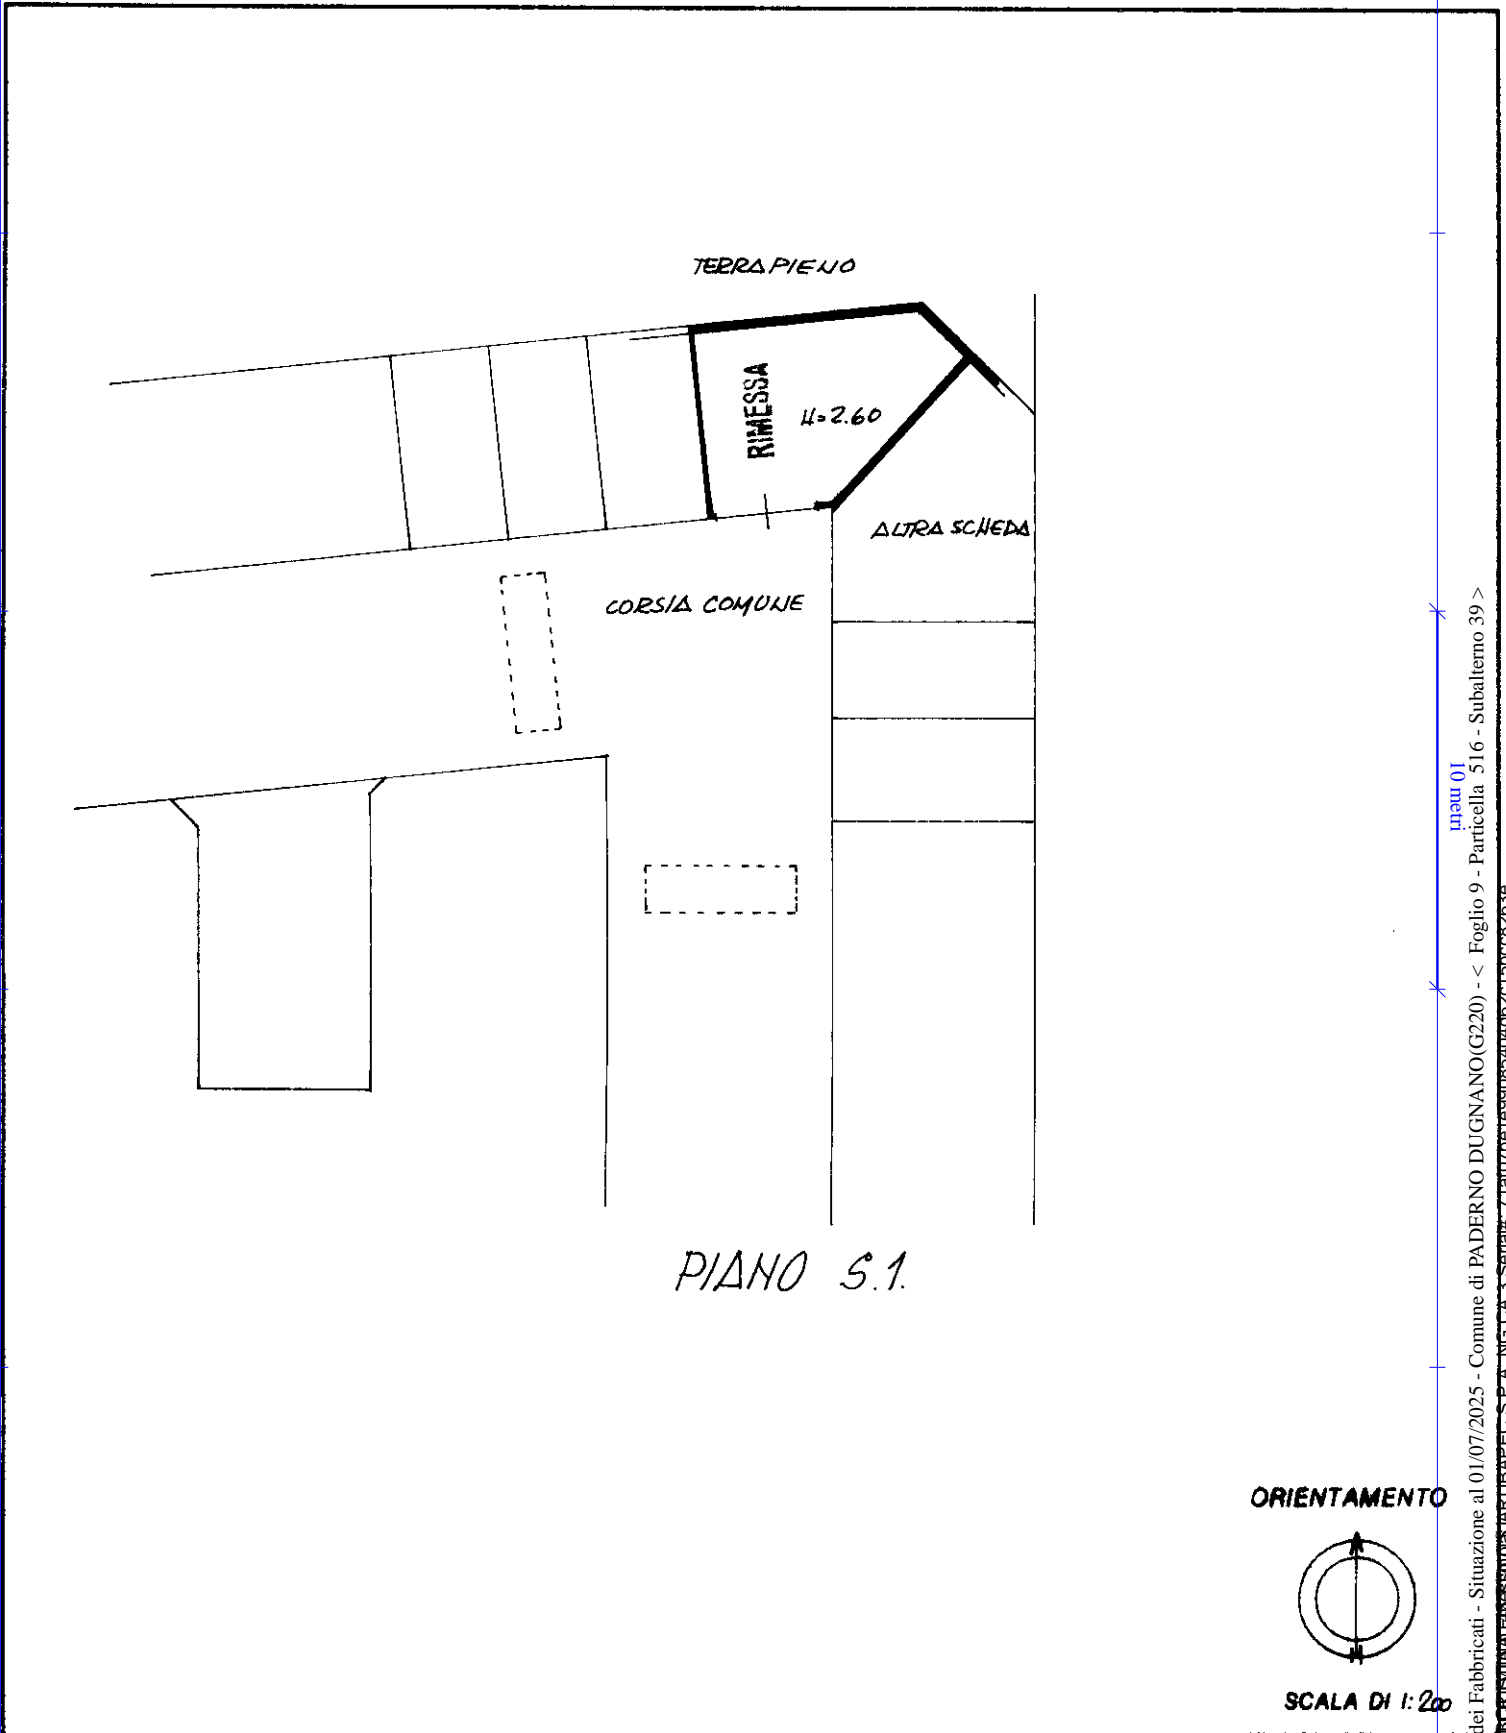 TERRAPIENO
RIMESSA
H=2.60
ALTRA SCHEDA
CORSIA COMUNE
PIANO S.1.
10 metri
dei Fabbricati - Situazione al 01/07/2025 - Comune di PADERNO DUGNANO(G220) - < Foglio 9 - Particella 516 - Subalterno 39 >
ORIENTAMENTO
SCALA DI 1:200